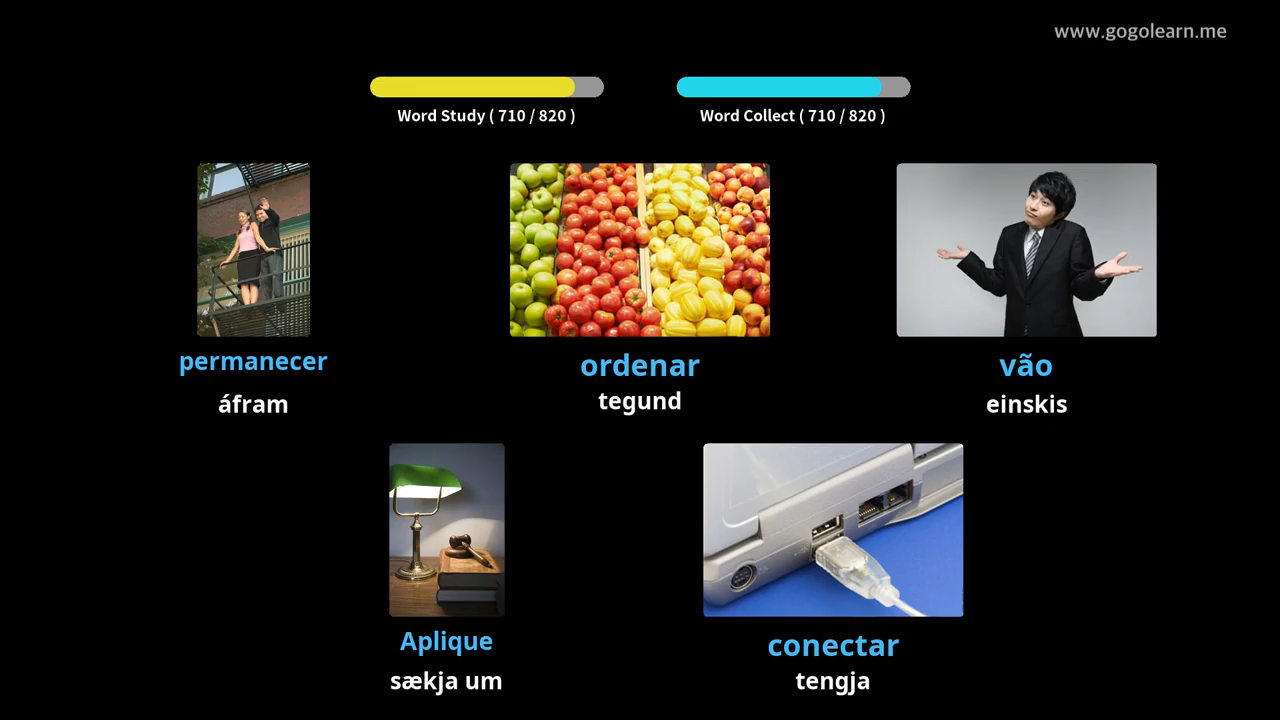 www.gogolearn.me
Word Study ( 710 / 820 )
Word Collect ( 710 / 820 )
permanecer
áfram
ordenar
tegund
vão
einskis
Aplique
sækja um
conectar
tengja